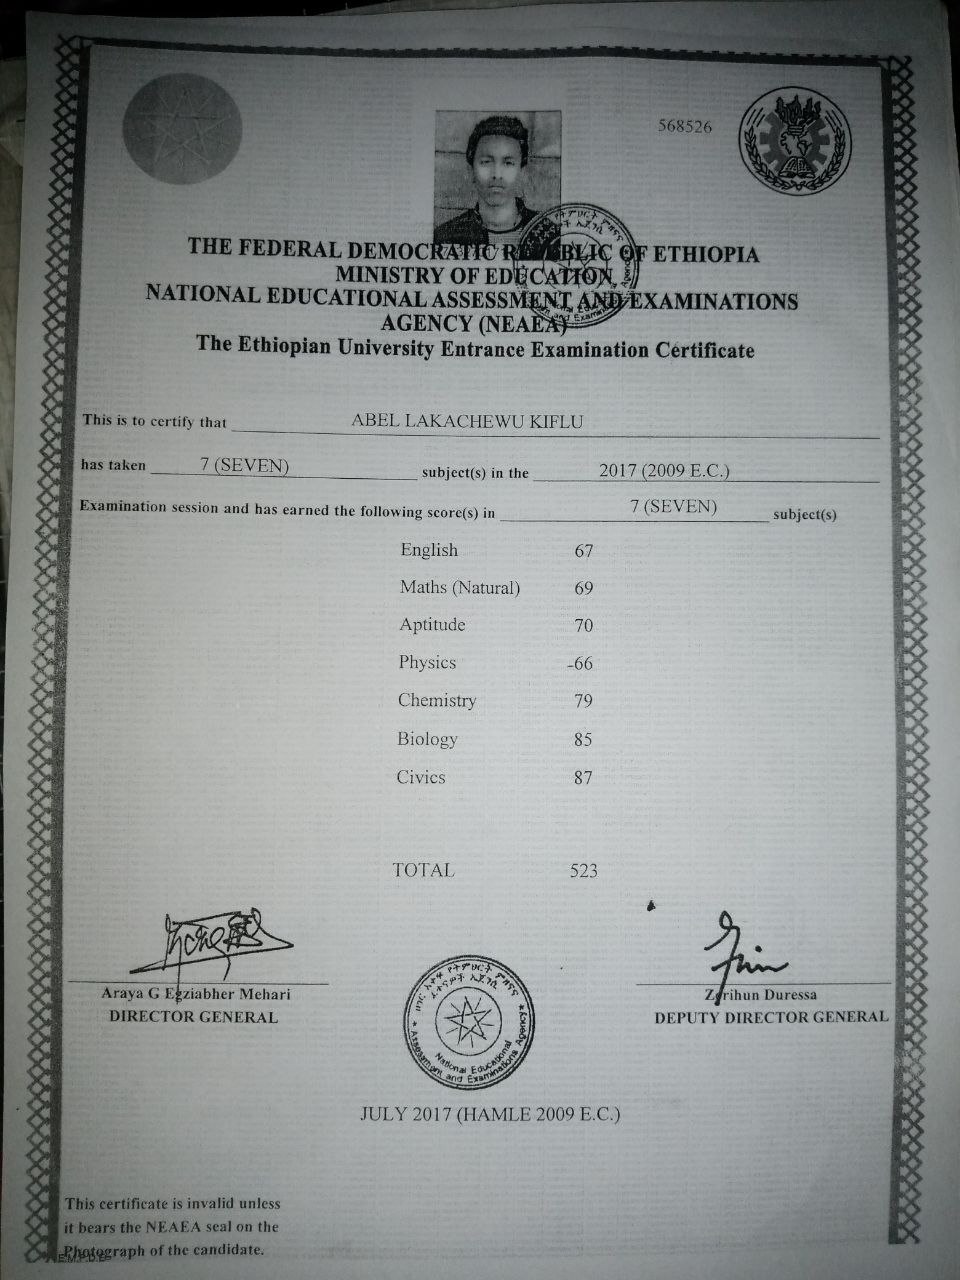 568526
THE FEDERAL DEMOCRATIC REPUBLIC OF ETHIOPIA
MINISTRY OF EDUCATION
NATIONAL EDUCATIONAL ASSESSMENT AND EXAMINATIONS
AGENCY (NEAEA)
The Ethiopian University Entrance Examination Certificate
This is to certify that ABEL LAKACHEWU KIFLU
has taken 7 (SEVEN) subject(s) in the 2017 (2009 E.C.)
Examination session and has earned the following score(s) in 7 (SEVEN) subject(s)
English 67
Maths (Natural) 69
Aptitude 70
Physics -66
Chemistry 79
Biology 85
Civics 87
TOTAL 523
Araya G Egziabher Mehari
DIRECTOR GENERAL
Zerihun Duressa
DEPUTY DIRECTOR GENERAL
National Educational
Assessment and Examinations Agency
JULY 2017 (HAMLE 2009 E.C.)
This certificate is invalid unless
it bears the NEAEA seal on the
Photograph of the candidate.